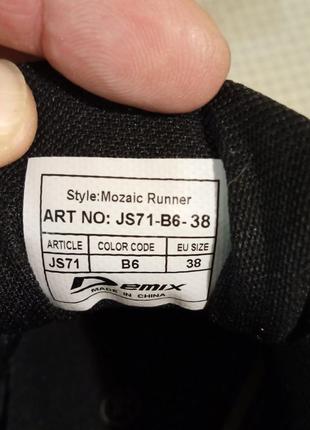 Style:Mozaic Runner
ART NO: JS71-B6-38
ARTICLE COLOR CODE EU SIZE
JS71 B6 38
Remix
MADE IN CHINA